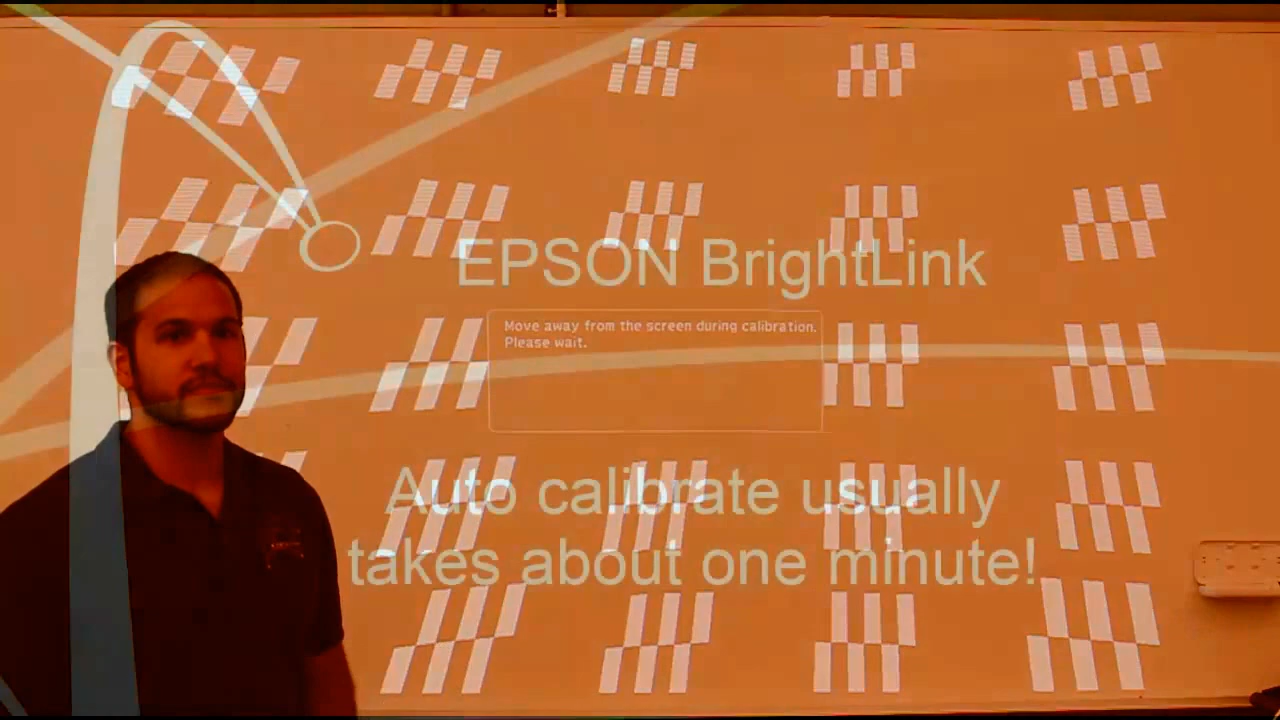 EPSON BrightLink
Move away from the screen during calibration.
Please wait.
Auto calibrate usually
takes about one minute!